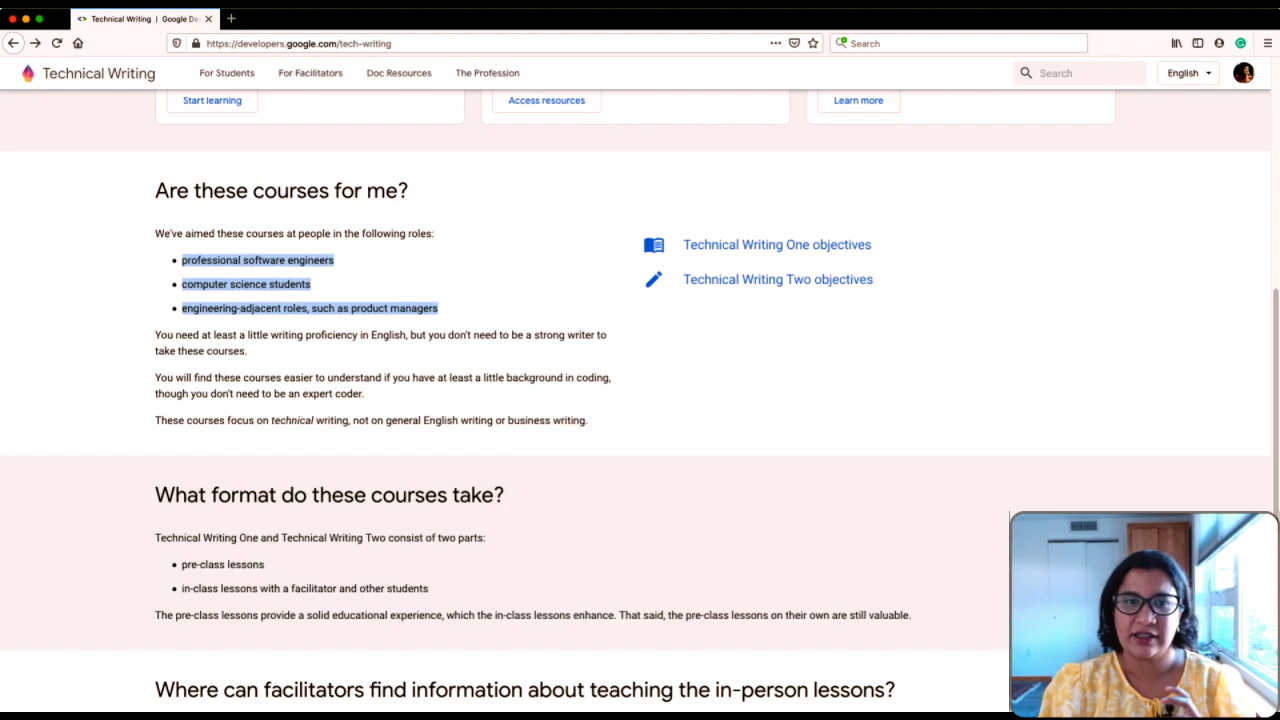 Technical Writing | Google De
https://developers.google.com/tech-writing
Search
Technical Writing
For Students
For Facilitators
Doc Resources
The Profession
Search
English
Start learning
Access resources
Learn more
Are these courses for me?
We've aimed these courses at people in the following roles:
professional software engineers
computer science students
engineering-adjacent roles, such as product managers
You need at least a little writing proficiency in English, but you don't need to be a strong writer to
take these courses.
You will find these courses easier to understand if you have at least a little background in coding,
though you don't need to be an expert coder.
These courses focus on technical writing, not on general English writing or business writing.
Technical Writing One objectives
Technical Writing Two objectives
What format do these courses take?
Technical Writing One and Technical Writing Two consist of two parts:
pre-class lessons
in-class lessons with a facilitator and other students
The pre-class lessons provide a solid educational experience, which the in-class lessons enhance. That said, the pre-class lessons on their own are still valuable.
Where can facilitators find information about teaching the in-person lessons?